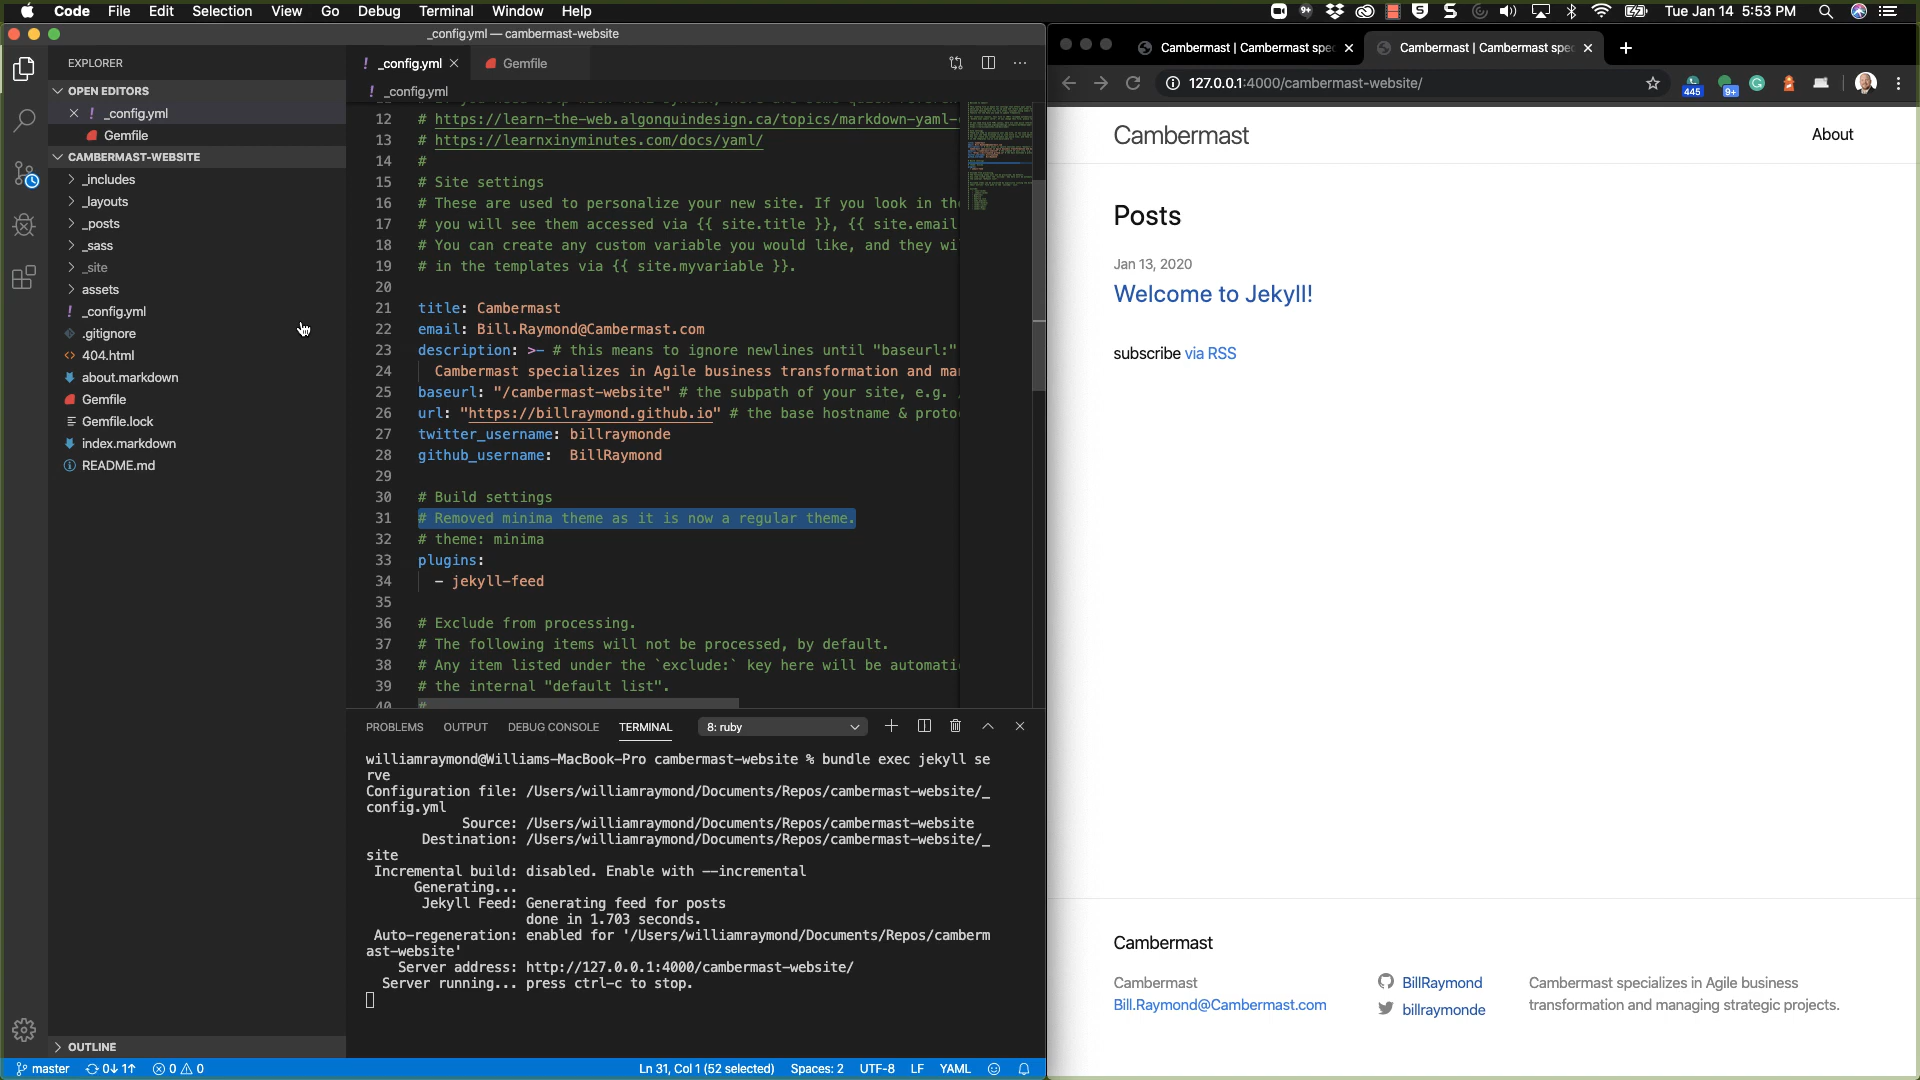 Code File Edit Selection View Go Debug Terminal Window Help
Tue Jan 14 5:53 PM
_config.yml — cambermast-website
EXPLORER
OPEN EDITORS
_config.yml
Gemfile
CAMBERMAST-WEBSITE
_includes
_layouts
_posts
_sass
_site
assets
_config.yml
.gitignore
404.html
about.markdown
Gemfile
Gemfile.lock
index.markdown
README.md
OUTLINE
_config.yml
Gemfile
_config.yml
12 # https://learn-the-web.algonquindesign.ca/topics/markdown-yaml-
13 # https://learnxinyminutes.com/docs/yaml/
14 #
15 # Site settings
16 # These are used to personalize your new site. If you look in the
17 # you will see them accessed via {{ site.title }}, {{ site.email
18 # You can create any custom variable you would like, and they wi
19 # in the templates via {{ site.myvariable }}.
20
21 title: Cambermast
22 email: Bill.Raymond@Cambermast.com
23 description: >- # this means to ignore newlines until "baseurl:"
24 Cambermast specializes in Agile business transformation and ma
25 baseurl: "/cambermast-website" # the subpath of your site, e.g.
26 url: "https://billraymond.github.io" # the base hostname & proto
27 twitter_username: billraymonde
28 github_username:  BillRaymond
29
30 # Build settings
31 # Removed minima theme as it is now a regular theme.
32 # theme: minima
33 plugins:
34 - jekyll-feed
35
36 # Exclude from processing.
37 # The following items will not be processed, by default.
38 # Any item listed under the `exclude:` key here will be automati
39 # the internal "default list".
40 #
PROBLEMS OUTPUT DEBUG CONSOLE TERMINAL 8: ruby
williamraymond@Williams-MacBook-Pro cambermast-website % bundle exec jekyll se
rve
Configuration file: /Users/williamraymond/Documents/Repos/cambermast-website/_
config.yml
Source: /Users/williamraymond/Documents/Repos/cambermast-website
Destination: /Users/williamraymond/Documents/Repos/cambermast-website/_
site
Incremental build: disabled. Enable with --incremental
Generating...
Jekyll Feed: Generating feed for posts
done in 1.703 seconds.
Auto-regeneration: enabled for '/Users/williamraymond/Documents/Repos/camberm
ast-website'
Server address: http://127.0.0.1:4000/cambermast-website/
Server running... press ctrl-c to stop.
master 0↓ 1↑ 0 0
Ln 31, Col 1 (52 selected) Spaces: 2 UTF-8 LF YAML
Cambermast | Cambermast spe
Cambermast | Cambermast spe
127.0.0.1:4000/cambermast-website/
445
9+
Cambermast
About
Posts
Jan 13, 2020
Welcome to Jekyll!
subscribe via RSS
Cambermast
Cambermast
Bill.Raymond@Cambermast.com
BillRaymond
billraymonde
Cambermast specializes in Agile business
transformation and managing strategic projects.